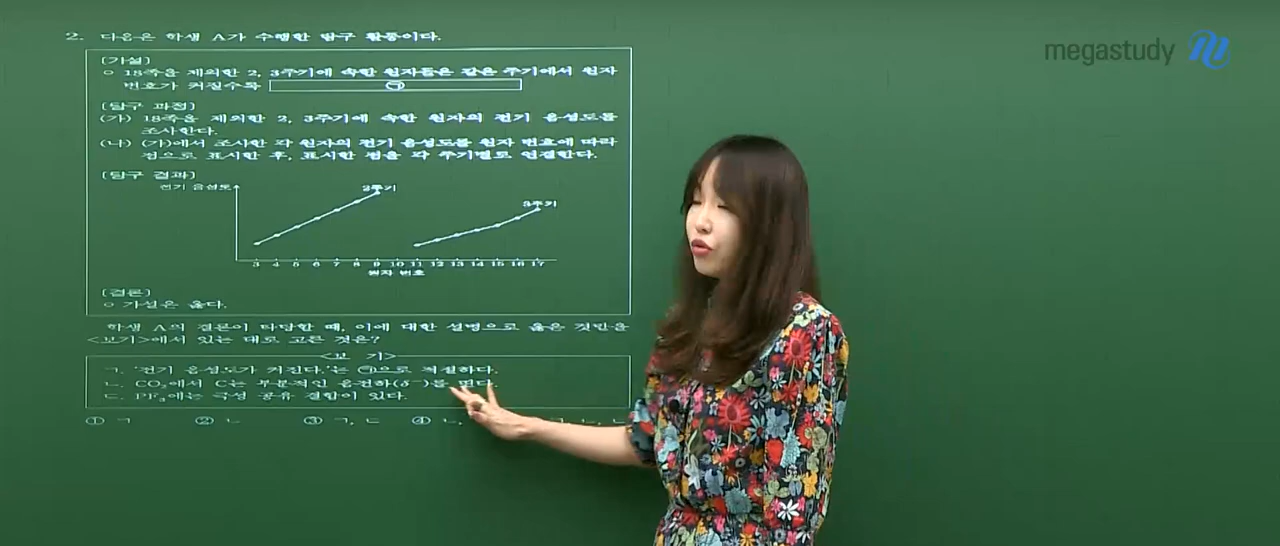 megastudy
2. 다음은 학생 A가 수행한 탐구 활동이다.
[가설]
○ 18족을 제외한 2, 3주기에 속한 원자들은 같은 주기에서 원자
번호가 커질수록 ㉠
[탐구 과정]
(가) 18족을 제외한 2, 3주기에 속한 원자의 전기 음성도를
조사한다.
(나) (가)에서 조사한 각 원자의 전기 음성도를 원자 번호에 따라
점으로 표시한 후, 표시한 점을 각 주기별로 연결한다.
[탐구 결과]
전기 음성도
2주기
3주기
3 4 5 6 7 8 9 10 11 12 13 14 15 16 17
원자 번호
[결론]
○ 가설은 옳다.
학생 A의 결론이 타당할 때, 이에 대한 설명으로 옳은 것만을
<보기>에서 있는 대로 고른 것은?
<보 기>
ㄱ. '전기 음성도가 커진다.'는 ㉠으로 적절하다.
ㄴ. CO₂에서 C는 부분적인 음전하(δ⁻)를 띤다.
ㄷ. PF₃에는 극성 공유 결합이 있다.
① ㄱ ② ㄴ ③ ㄱ, ㄷ ④ ㄴ, ㄱ, ㄴ, ㄷ